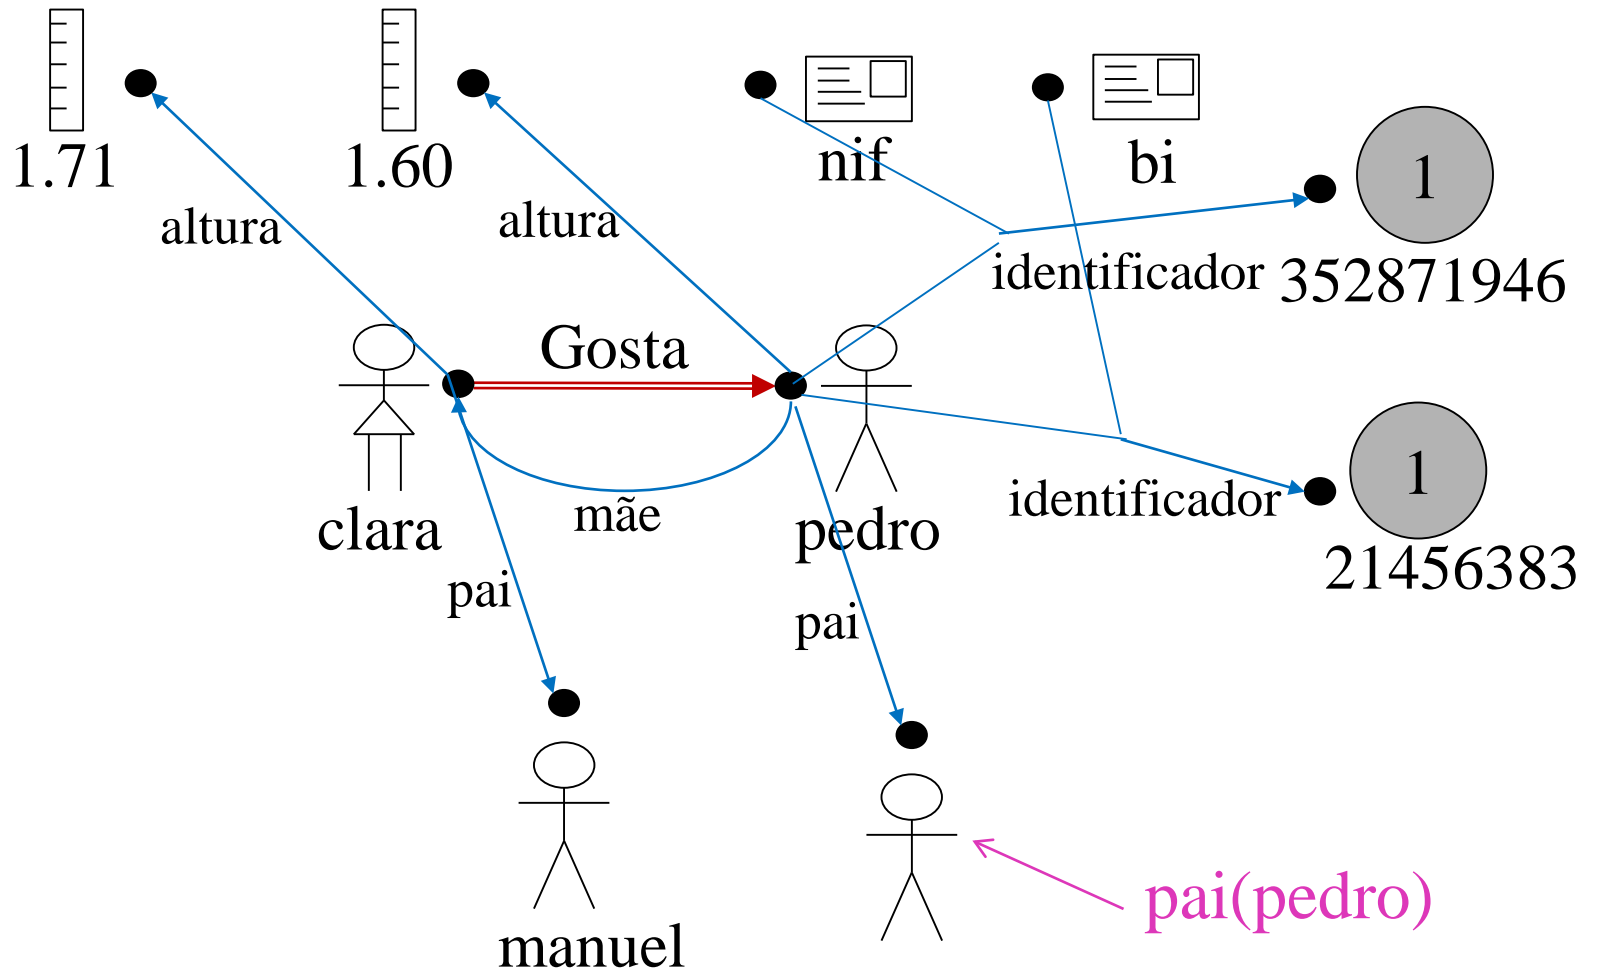 1.71
1.60
nif
bi
1
altura
altura
identificador
352871946
Gosta
1
clara
mãe
pedro
identificador
21456383
pai
pai
pai(pedro)
manuel